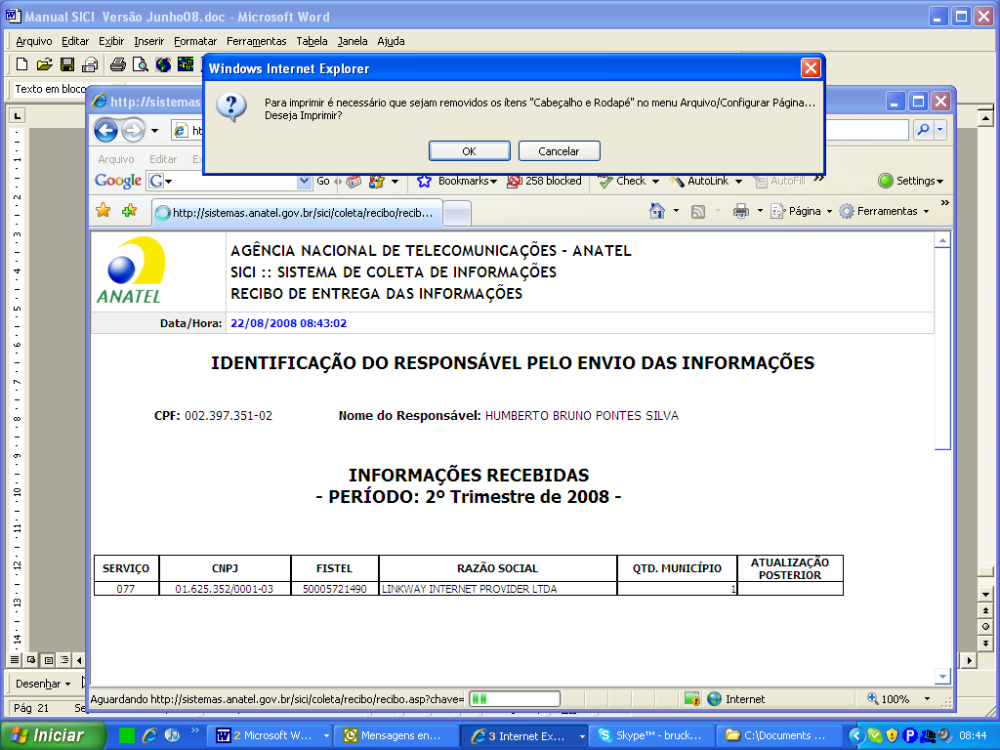 Manual SICI Versão Junho08.doc - Microsoft Word
Arquivo Editar Exibir Inserir Formatar Ferramentas Tabela Janela Ajuda
Windows Internet Explorer
Para imprimir é necessário que sejam removidos os ítens "Cabeçalho e Rodapé" no menu Arquivo/Configurar Página...
Deseja Imprimir?
OK Cancelar
Texto em bloco
http://sistemas
Arquivo Editar
Google G Go Bookmarks 258 blocked Check AutoLink AutoFill Settings
http://sistemas.anatel.gov.br/sici/coleta/recibo/recib... Página Ferramentas
ANATEL
AGÊNCIA NACIONAL DE TELECOMUNICAÇÕES - ANATEL
SICI :: SISTEMA DE COLETA DE INFORMAÇÕES
RECIBO DE ENTREGA DAS INFORMAÇÕES
Data/Hora: 22/08/2008 08:43:02
IDENTIFICAÇÃO DO RESPONSÁVEL PELO ENVIO DAS INFORMAÇÕES
CPF: 002.397.351-02 Nome do Responsável: HUMBERTO BRUNO PONTES SILVA
INFORMAÇÕES RECEBIDAS
- PERÍODO: 2º Trimestre de 2008 -
SERVIÇO CNPJ FISTEL RAZÃO SOCIAL QTD. MUNICÍPIO ATUALIZAÇÃO POSTERIOR
077 01.625.352/0001-03 50005721490 LINKWAY INTERNET PROVIDER LTDA 1
Desenhar
Aguardando http://sistemas.anatel.gov.br/sici/coleta/recibo/recibo.asp?chave= Internet 100%
Pág 21
Iniciar 2 Microsoft W... Mensagens en... 3 Internet Ex... Skype™ - bruck... C:\Documents ... 08:44